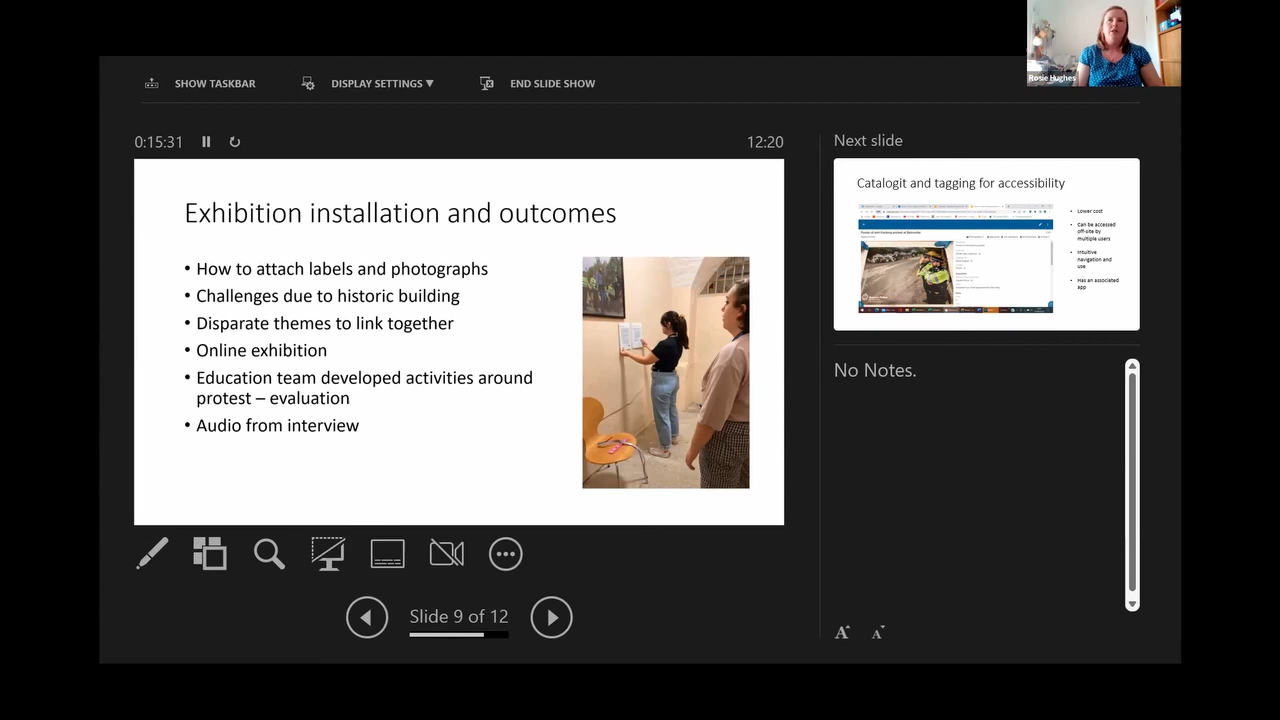 Rosie Hughes
SHOW TASKBAR
DISPLAY SETTINGS ▼
END SLIDE SHOW
0:15:31
12:20
Exhibition installation and outcomes
• How to attach labels and photographs
• Challenges due to historic building
• Disparate themes to link together
• Online exhibition
• Education team developed activities around
protest – evaluation
• Audio from interview
Slide 9 of 12
Next slide
Catalogit and tagging for accessibility
• Lower cost
• Can be accessed
off-site by
multiple users
• Intuitive
navigation and
use
• Has an associated
app
No Notes.
A A